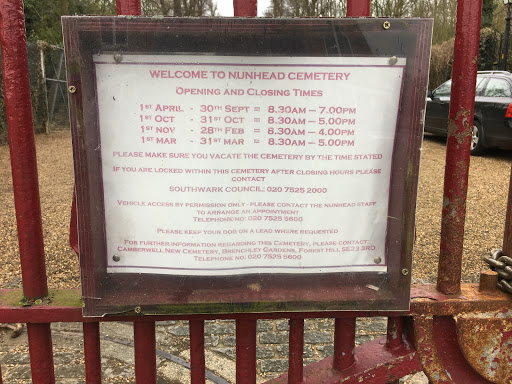 WELCOME TO NUNHEAD CEMETERY
OPENING AND CLOSING TIMES
1ST APRIL - 30TH SEPT = 8.30AM – 7.00PM
1ST OCT - 31ST OCT = 8.30AM – 5.00PM
1ST NOV - 28TH FEB = 8.30AM – 4.00PM
1ST MAR - 31ST MAR = 8.30AM – 5.00PM
PLEASE MAKE SURE YOU VACATE THE CEMETERY BY THE TIME STATED
IF YOU ARE LOCKED WITHIN THIS CEMETERY AFTER CLOSING HOURS PLEASE
CONTACT
SOUTHWARK COUNCIL: 020 7525 2000
VEHICLE ACCESS BY PERMISSION ONLY - PLEASE CONTACT THE NUNHEAD STAFF
TO ARRANGE AN APPOINTMENT
TELEPHONE NO: 020 7525 5600
PLEASE KEEP YOUR DOG ON A LEAD WHERE REQUESTED
FOR FURTHER INFORMATION REGARDING THIS CEMETERY, PLEASE CONTACT:
CAMBERWELL NEW CEMETERY, BRENCHLEY GARDENS, FOREST HILL SE23 3RD
TELEPHONE NO: 020 7525 5600